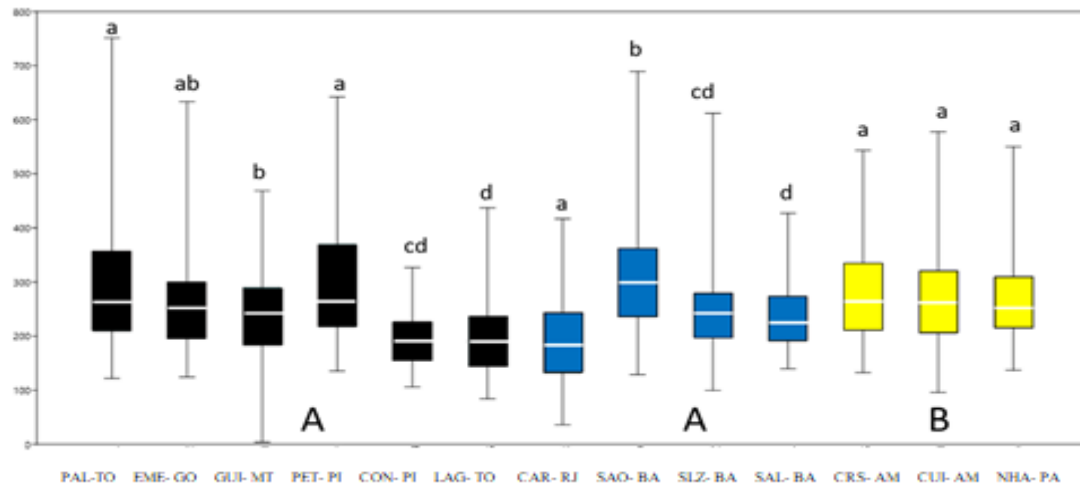 800
a
700
ab a b
600
cd a a
b
500
a
d a d
400
cd
300
200
100
A A B
0
PAL-TO EME- GO GUI- MT PET- PI CON- PI LAG- TO CAR- RJ SAO- BA SLZ- BA SAL- BA CRS- AM CUI- AM NHA- PA